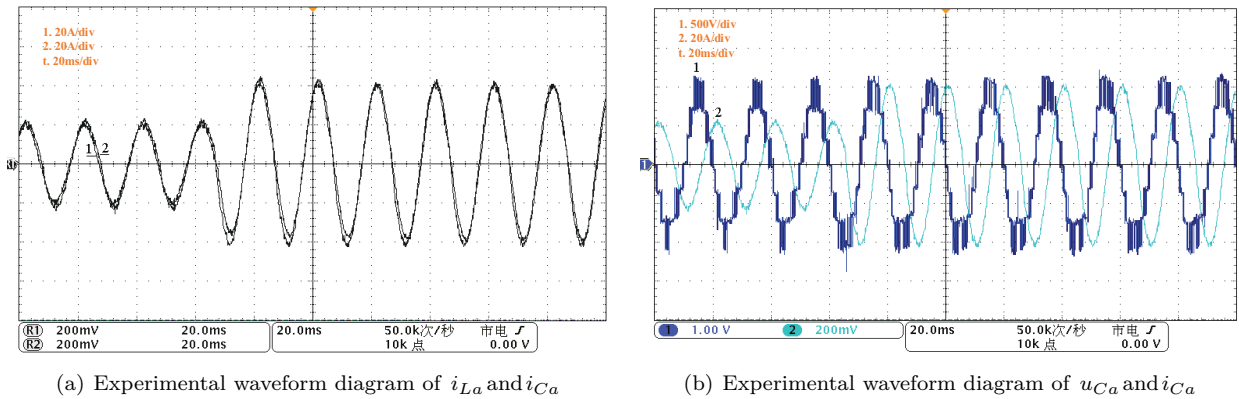 1. 20A/div
2. 20A/div
t. 20ms/div
1 2
R1 200mV 20.0ms
R2 200mV 20.0ms
20.0ms 50.0k次/秒 市电
10k 点 0.00 V
(a) Experimental waveform diagram of iLa and iCa
1. 500V/div
2. 20A/div
t. 20ms/div
1
2
1
1 1.00 V 2 200mV
20.0ms 50.0k次/秒 市电
10k 点 0.00 V
(b) Experimental waveform diagram of uCa and iCa